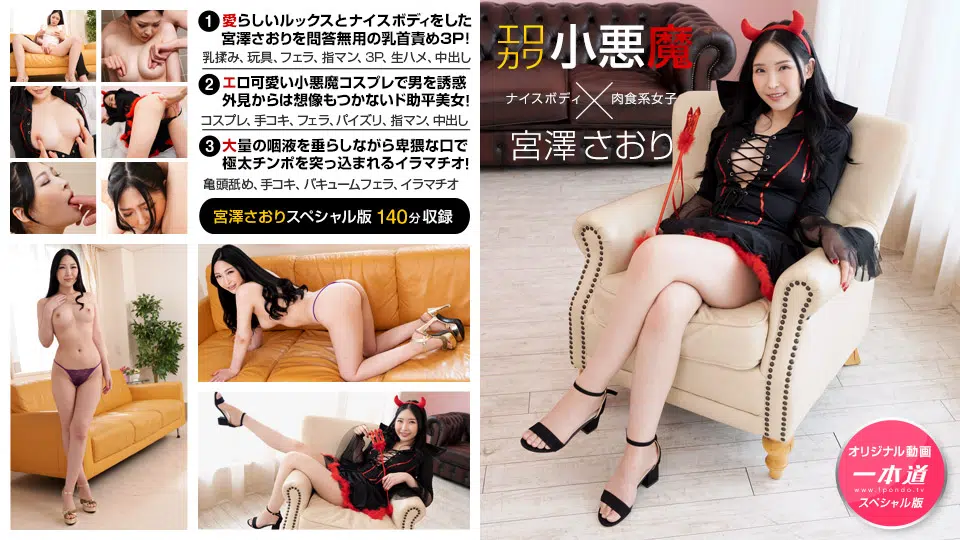 1 愛らしいルックスとナイスボディをした
宮澤さおりを問答無用の乳首責め3P!
乳揉み、玩具、フェラ、指マン、3P、生ハメ、中出し
2 エロ可愛い小悪魔コスプレで男を誘惑
外見からは想像もつかないド助平美女!
コスプレ、手コキ、フェラ、パイズリ、指マン、中出し
3 大量の咽液を垂らしながら卑猥な口で
極太チンポを突っ込まれるイラマチオ!
亀頭舐め、手コキ、バキュームフェラ、イラマチオ
宮澤さおりスペシャル版 140分収録
エロカワ小悪魔
ナイスボディ×肉食系女子
宮澤さおり
オリジナル動画
一本道
www.1pondo.tv
スペシャル版